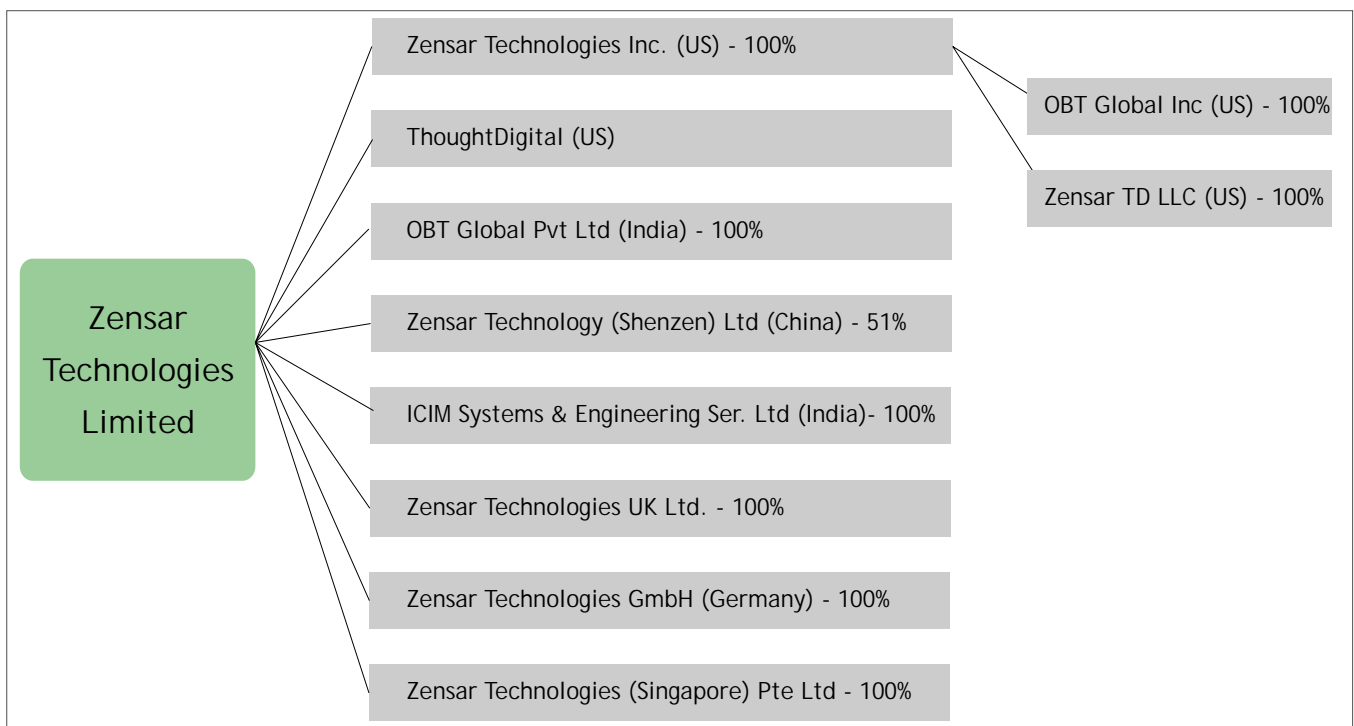 Zensar
Technologies
Limited
Zensar Technologies Inc. (US) - 100%
ThoughtDigital (US)
OBT Global Pvt Ltd (India) - 100%
Zensar Technology (Shenzen) Ltd (China) - 51%
ICIM Systems & Engineering Ser. Ltd (India)- 100%
Zensar Technologies UK Ltd. - 100%
Zensar Technologies GmbH (Germany) - 100%
Zensar Technologies (Singapore) Pte Ltd - 100%
OBT Global Inc (US) - 100%
Zensar TD LLC (US) - 100%